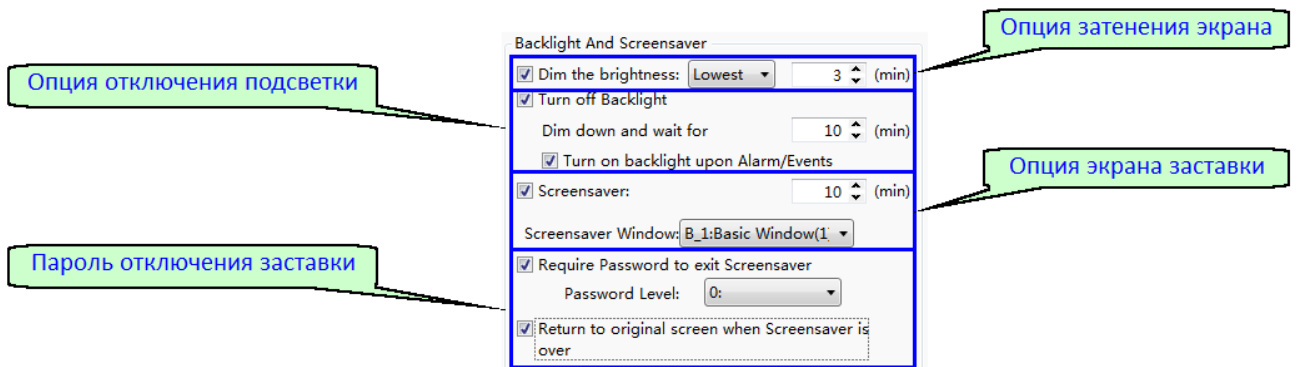 Опция затенения экрана
Backlight And Screensaver
Dim the brightness: Lowest 3 (min)
Опция отключения подсветки
Turn off Backlight
Dim down and wait for 10 (min)
Turn on backlight upon Alarm/Events
Опция экрана заставки
Screensaver: 10 (min)
Screensaver Window: B_1:Basic Window(1
Пароль отключения заставки
Require Password to exit Screensaver
Password Level: 0:
Return to original screen when Screensaver is
over